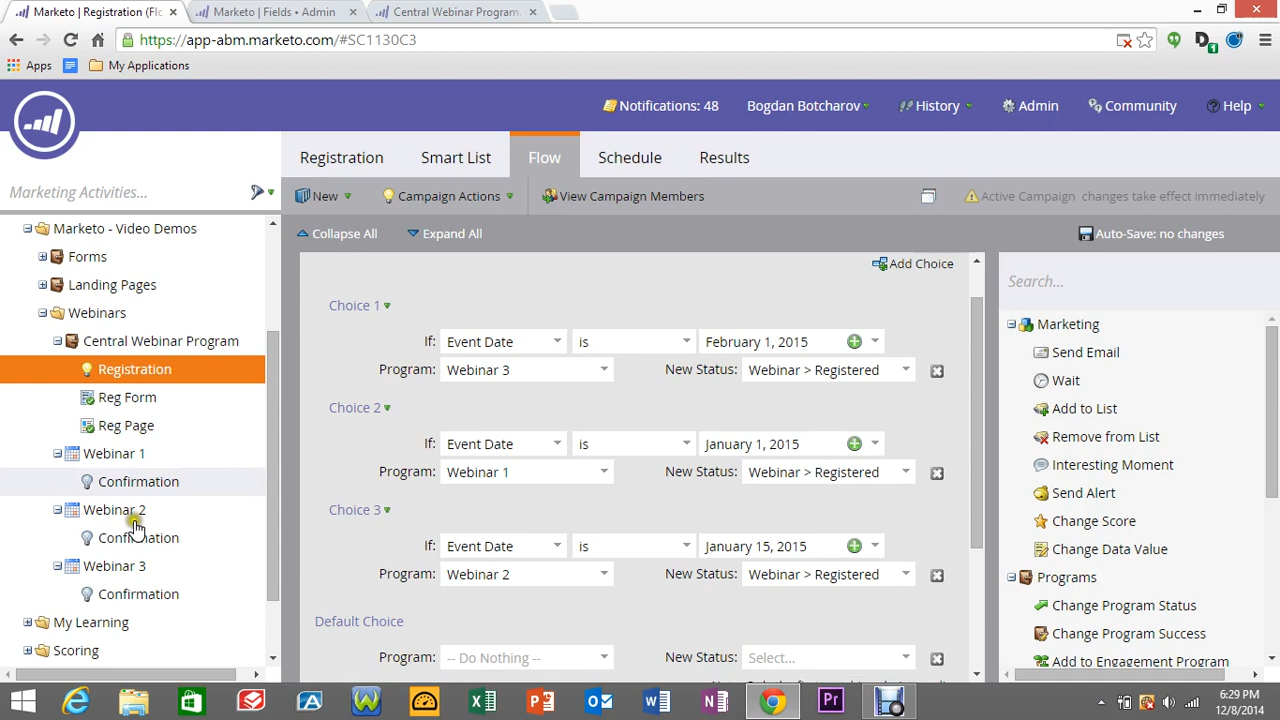 Marketo | Registration (Flo
Marketo | Fields • Admin
Central Webinar Program.
https://app-abm.marketo.com/#SC1130C3
Apps
My Applications
Notifications: 48
Bogdan Botcharov
History
Admin
Community
Help
Registration
Smart List
Flow
Schedule
Results
Marketing Activities...
New
Campaign Actions
View Campaign Members
Active Campaign changes take effect immediately
Collapse All
Expand All
Auto-Save: no changes
Marketo - Video Demos
Forms
Landing Pages
Webinars
Central Webinar Program
Registration
Reg Form
Reg Page
Webinar 1
Confirmation
Webinar 2
Confirmation
Webinar 3
Confirmation
My Learning
Scoring
Add Choice
Choice 1
If: Event Date is February 1, 2015
Program: Webinar 3 New Status: Webinar > Registered
Choice 2
If: Event Date is January 1, 2015
Program: Webinar 1 New Status: Webinar > Registered
Choice 3
If: Event Date is January 15, 2015
Program: Webinar 2 New Status: Webinar > Registered
Default Choice
Program: -- Do Nothing -- New Status: Select...
Search...
Marketing
Send Email
Wait
Add to List
Remove from List
Interesting Moment
Send Alert
Change Score
Change Data Value
Programs
Change Program Status
Change Program Success
Add to Engagement Program
6:29 PM
12/8/2014